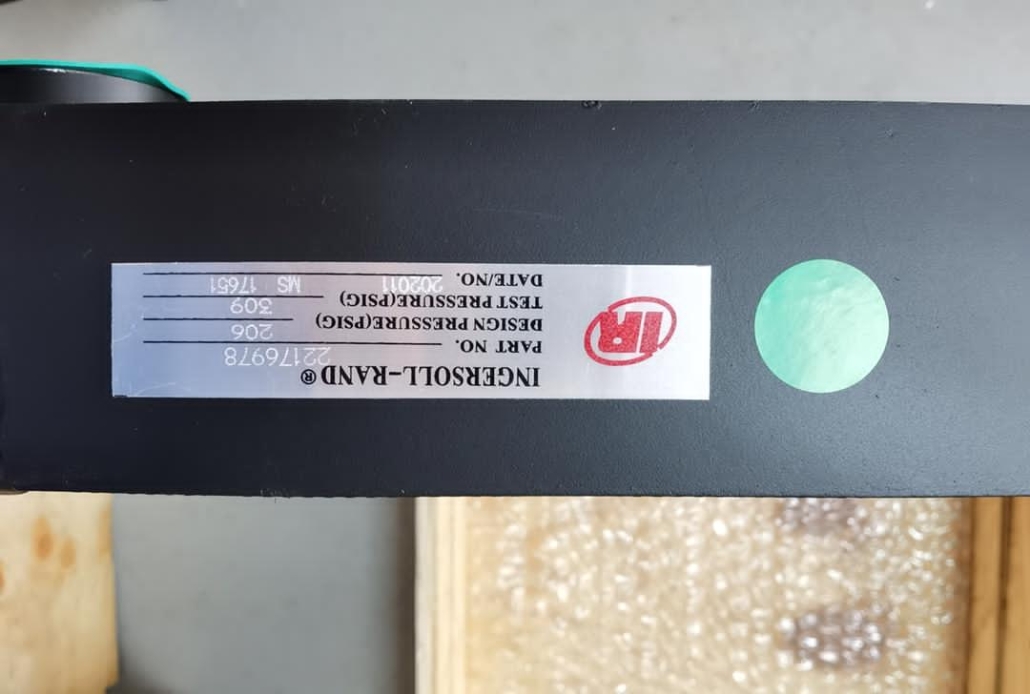 IR
INGERSOLL-RAND®
PART NO. 22176978
DESIGN PRESSURE(PSIG) 206
TEST PRESSURE(PSIG) 309
DATE/NO. 202011 MS 17651